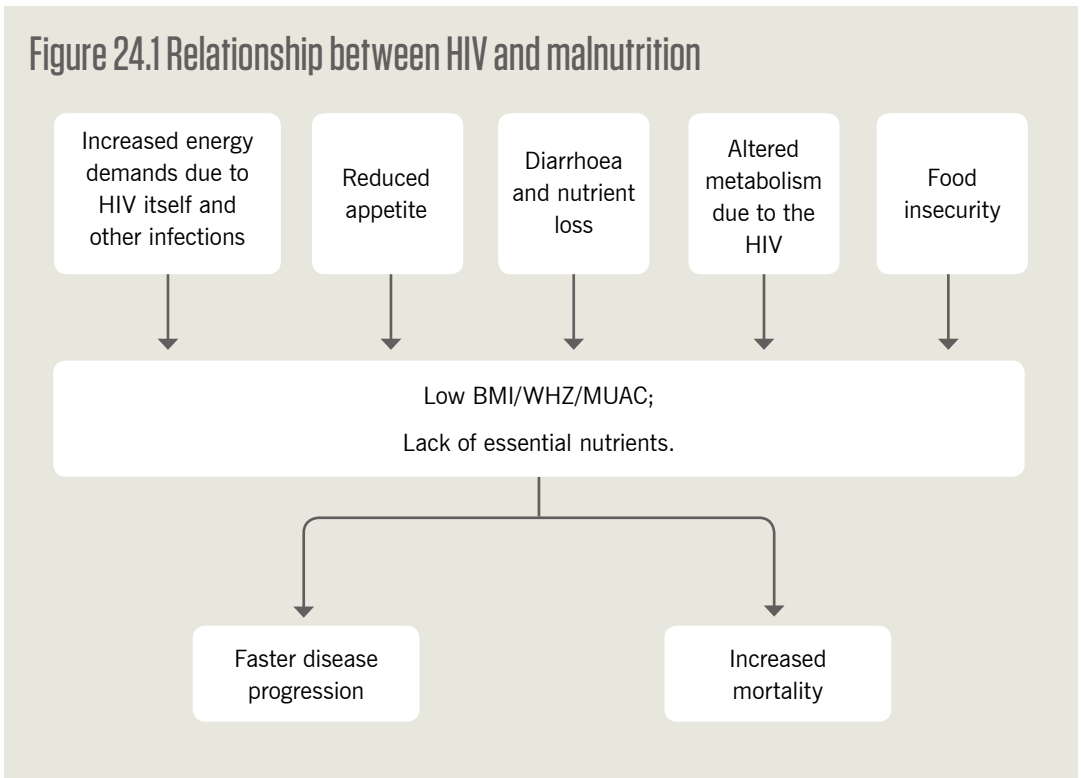 Figure 24.1 Relationship between HIV and malnutrition
Increased energy
demands due to
HIV itself and
other infections
Reduced
appetite
Diarrhoea
and nutrient
loss
Altered
metabolism
due to the
HIV
Food
insecurity
Low BMI/WHZ/MUAC;
Lack of essential nutrients.
Faster disease
progression
Increased
mortality